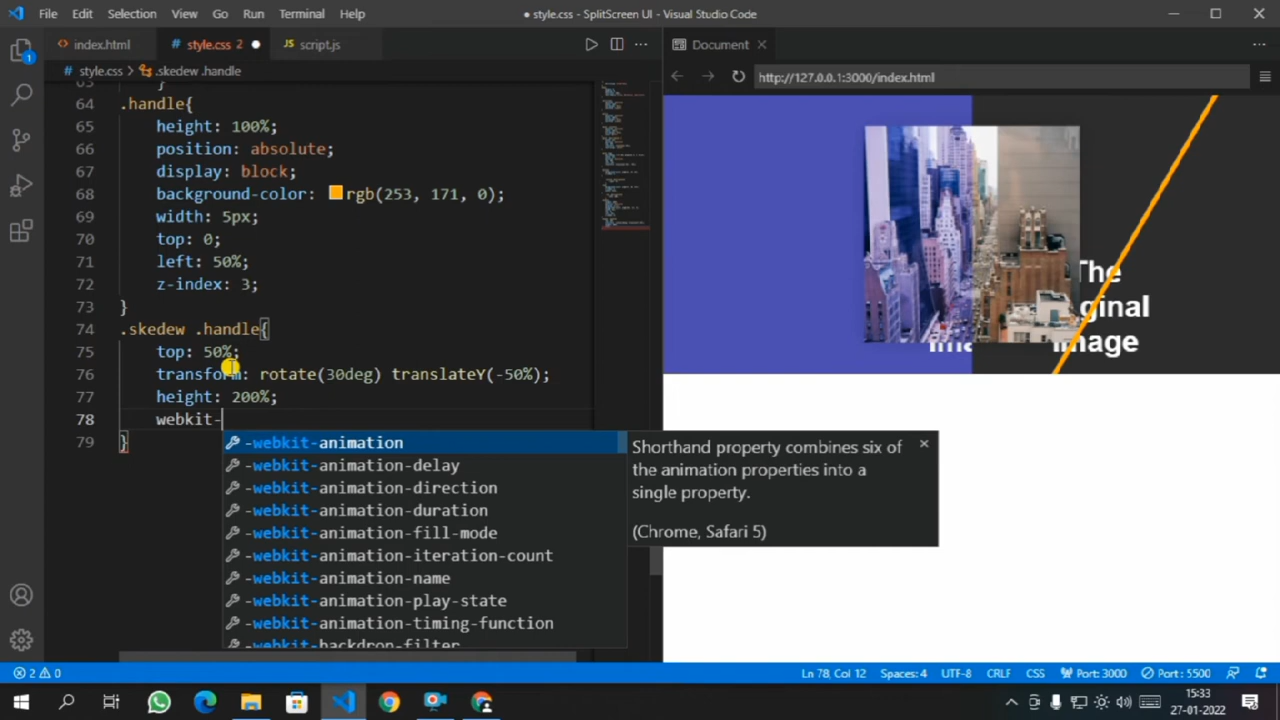 File Edit Selection View Go Run Terminal Help
● style.css - SplitScreen UI - Visual Studio Code
index.html
style.css 2 ●
JS script.js
Document
# style.css > .skedew .handle
http://127.0.0.1:3000/index.html
1
64 .handle{
65 height: 100%;
66 position: absolute;
67 display: block;
68 background-color: rgb(253, 171, 0);
69 width: 5px;
70 top: 0;
71 left: 50%;
72 z-index: 3;
73 }
74 .skedew .handle{
75 top: 50%;
76 transform: rotate(30deg) translateY(-50%);
77 height: 200%;
78 webkit-
79 }
-webkit-animation
-webkit-animation-delay
-webkit-animation-direction
-webkit-animation-duration
-webkit-animation-fill-mode
-webkit-animation-iteration-count
-webkit-animation-name
-webkit-animation-play-state
-webkit-animation-timing-function
-webkit-backdrop-filter
Shorthand property combines six of
the animation properties into a
single property.
(Chrome, Safari 5)
The
ginal
Image
2 0
Ln 78, Col 12 Spaces: 4 UTF-8 CRLF CSS Port: 3000 Port : 5500
15:33
27-01-2022